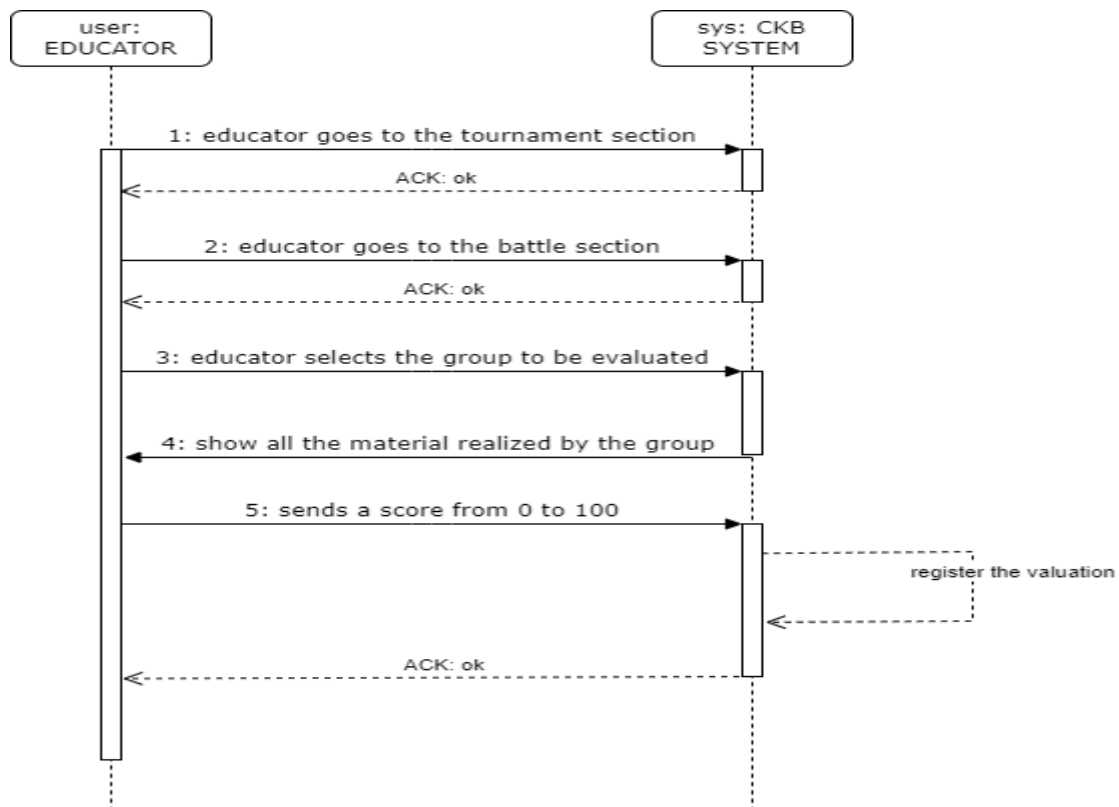 user:
EDUCATOR
sys: CKB
SYSTEM
1: educator goes to the tournament section
ACK: ok
2: educator goes to the battle section
ACK: ok
3: educator selects the group to be evaluated
4: show all the material realized by the group
5: sends a score from 0 to 100
register the valuation
ACK: ok